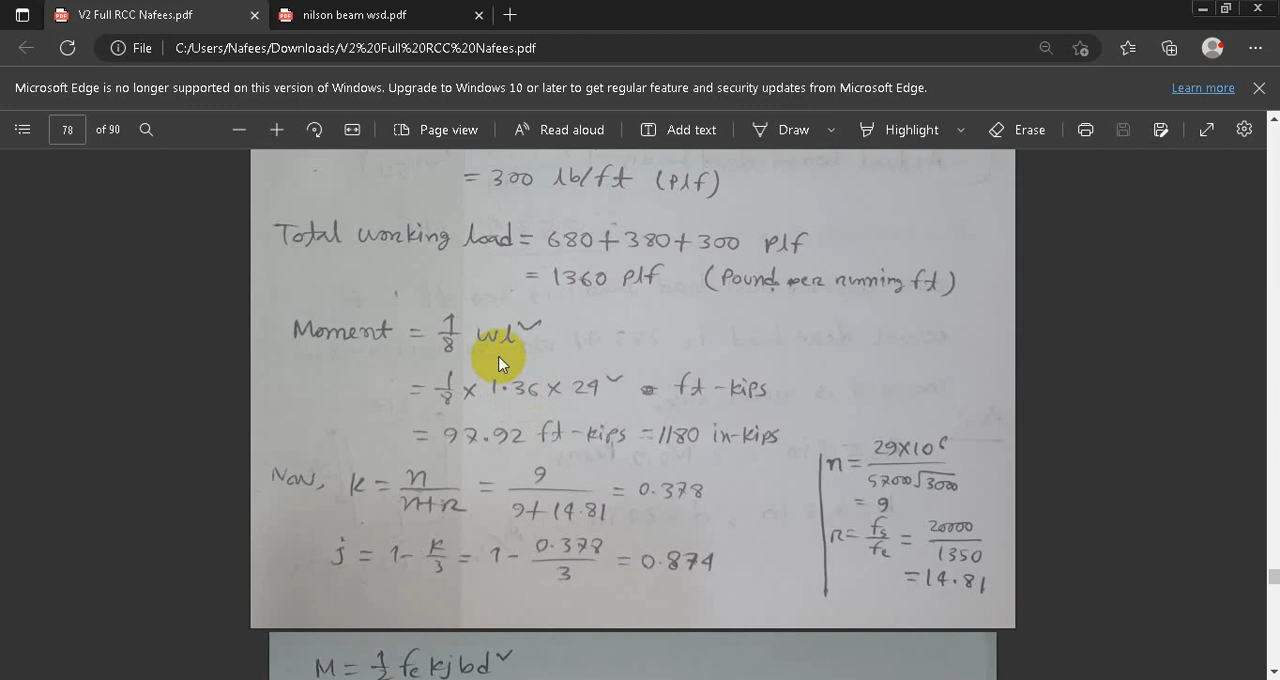 V2 Full RCC Nafees.pdf
nilson beam wsd.pdf
File
C:/Users/Nafees/Downloads/V2%20Full%20RCC%20Nafees.pdf
Microsoft Edge is no longer supported on this version of Windows. Upgrade to Windows 10 or later to get regular feature and security updates from Microsoft Edge.
Learn more
78 of 90
Page view
Read aloud
Add text
Draw
Highlight
Erase
= 300 lb/ft (plf)
Total working load = 680 + 380 + 300 plf
= 1360 plf (Pound per running ft)
Moment = 1/8 wl²
= 1/8 × 1.36 × 24² ft-kips
= 97.92 ft-kips = 1180 in-kips
Now, k = n/(n+r) = 9/(9+14.81) = 0.378
j = 1 - k/3 = 1 - 0.378/3 = 0.874
n = 29×10⁶/57000√3000
= 9
r = fs/fc = 20000/1350
= 14.81
M = 1/2 fc kjbd²